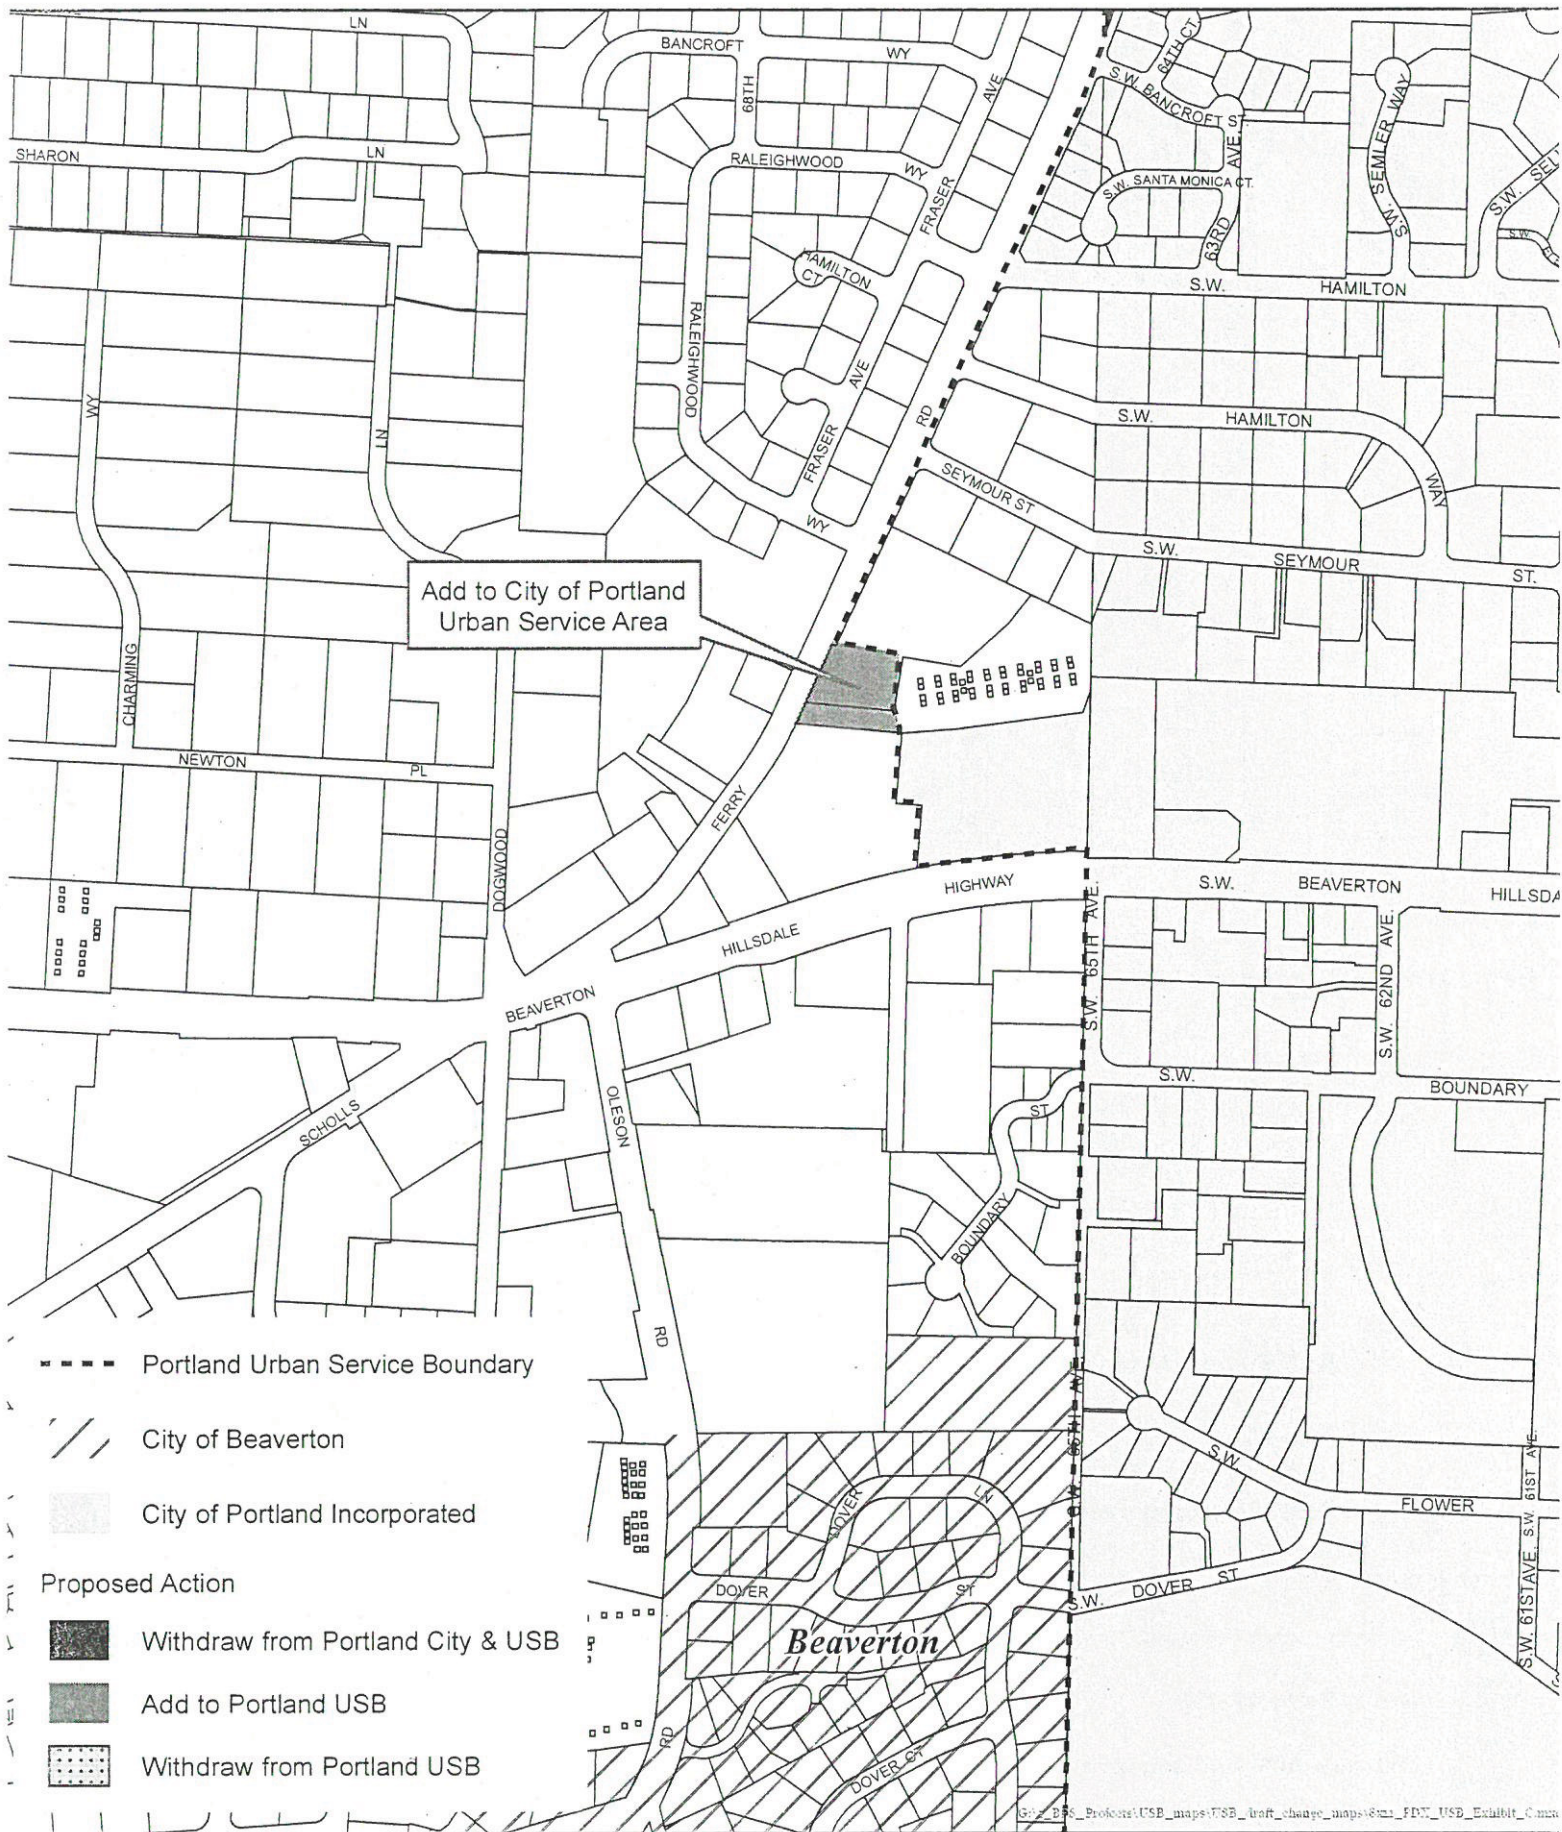 LN
BANCROFT
WY
AVE
68TH
64TH CT.
S.W. BANCROFT ST.
S.W. SEMLER WAY
SHARON
LN
RALEIGHWOOD
WY
FRASER
AVE.
S.W. SANTA MONICA CT.
S.W.
S.W.
63RD
HAMILTON
CT
S.W.
HAMILTON
RALEIGHWOOD
AVE
WY
LN
RD
S.W.
HAMILTON
WAY
FRASER
SEYMOUR ST
WY
S.W.
SEYMOUR
ST.
Add to City of Portland
Urban Service Area
CHARMING
NEWTON
PL
FERRY
DOGWOOD
HIGHWAY
S.W.
BEAVERTON
HILLSDA
HILLSDALE
S.W. 65TH AVE.
S.W. 62ND AVE.
BEAVERTON
S.W.
BOUNDARY
SCHOLLS
OLESON
ST
BOUNDARY
RD
Portland Urban Service Boundary
City of Beaverton
City of Portland Incorporated
Proposed Action
Withdraw from Portland City & USB
Add to Portland USB
Withdraw from Portland USB
S.W.
FLOWER
S.W. 61ST AVE.
S.W. 61ST AVE.
DOVER
LN
DOVER
ST
S.W.
DOVER
ST
Beaverton
RD
DOVER CT